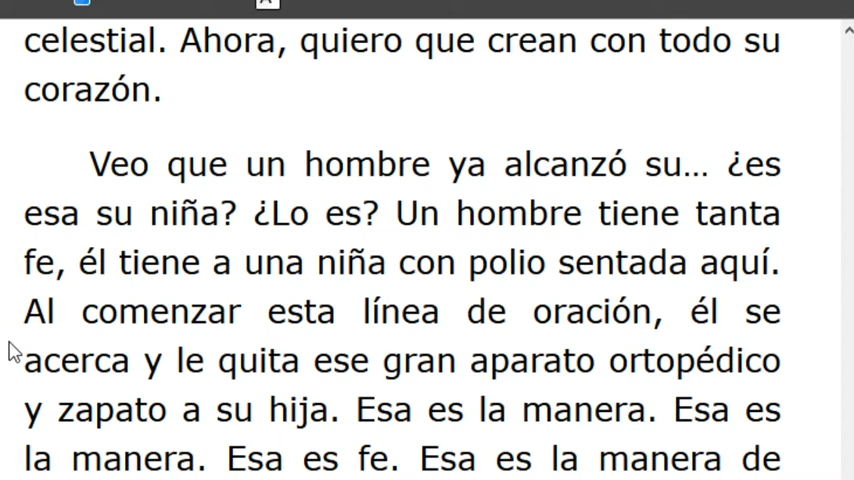 celestial. Ahora, quiero que crean con todo su
corazón.
Veo que un hombre ya alcanzó su... ¿es
esa su niña? ¿Lo es? Un hombre tiene tanta
fe, él tiene a una niña con polio sentada aquí.
Al comenzar esta línea de oración, él se
acerca y le quita ese gran aparato ortopédico
y zapato a su hija. Esa es la manera. Esa es
la manera. Esa es fe. Esa es la manera de